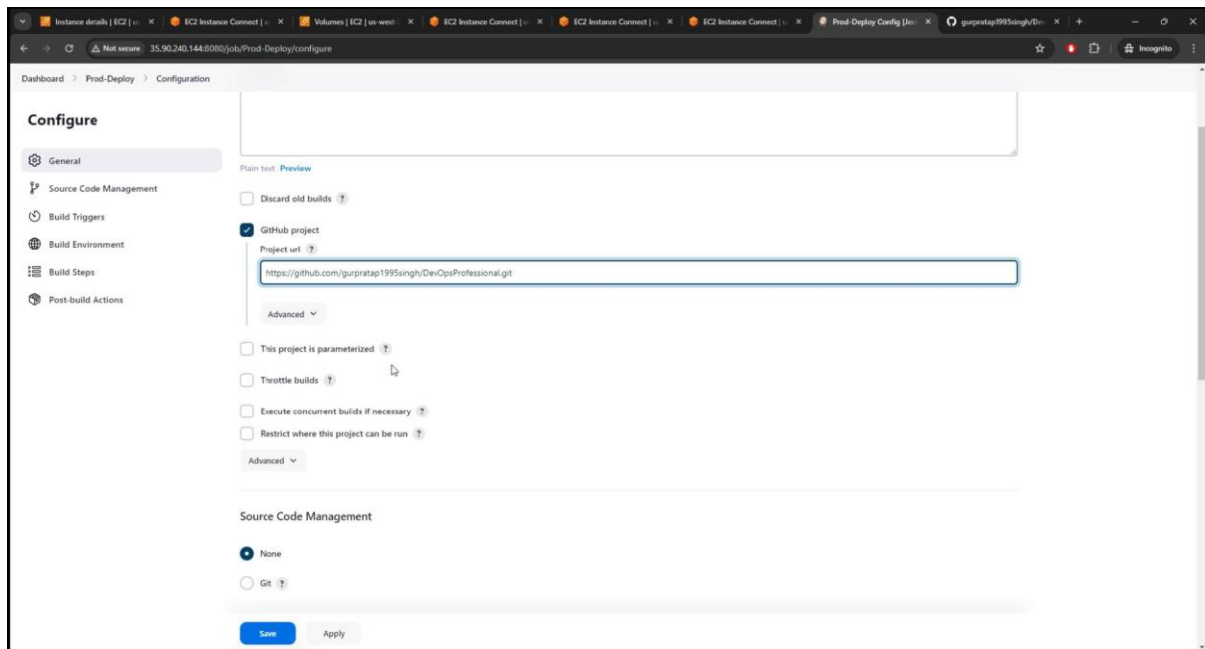 Instance details | EC2 | us
EC2 Instance Connect | u
Volumes | EC2 | us-west-
EC2 Instance Connect | u
EC2 Instance Connect | u
EC2 Instance Connect | u
Prod-Deploy Config [Jen
gurpratap1995singh/Dev
Not secure 35.90.240.144:8080/job/Prod-Deploy/configure
Incognito
Dashboard > Prod-Deploy > Configuration
Configure
General
Source Code Management
Build Triggers
Build Environment
Build Steps
Post-build Actions
Plain text Preview
Discard old builds ?
GitHub project
Project url ?
https://github.com/gurpratap1995singh/DevOpsProfessional.git
Advanced
This project is parameterized ?
Throttle builds ?
Execute concurrent builds if necessary ?
Restrict where this project can be run ?
Advanced
Source Code Management
None
Git ?
Save Apply